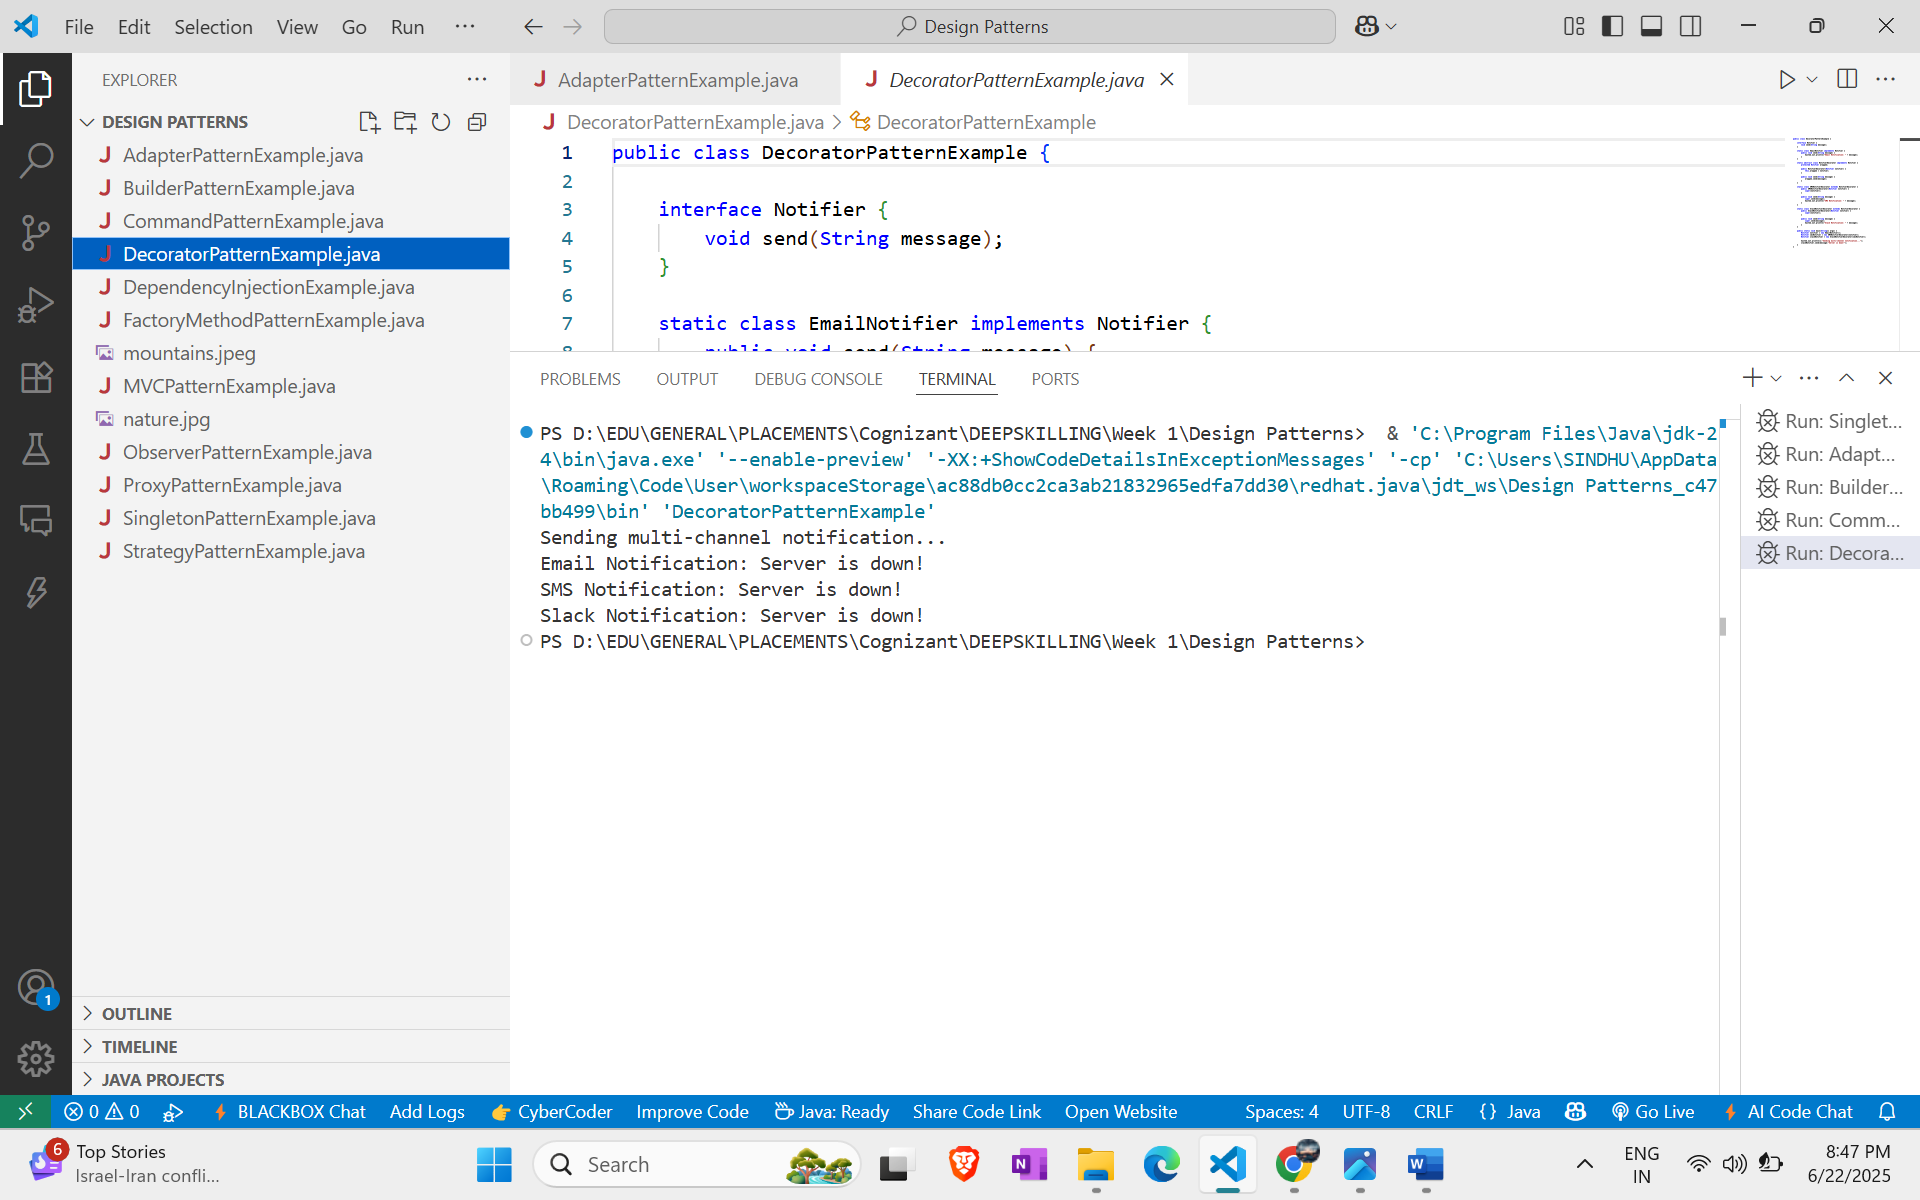 File Edit Selection View Go Run ···
Design Patterns
EXPLORER
DESIGN PATTERNS
AdapterPatternExample.java
BuilderPatternExample.java
CommandPatternExample.java
DecoratorPatternExample.java
DependencyInjectionExample.java
FactoryMethodPatternExample.java
mountains.jpeg
MVCPatternExample.java
nature.jpg
ObserverPatternExample.java
ProxyPatternExample.java
SingletonPatternExample.java
StrategyPatternExample.java
OUTLINE
TIMELINE
JAVA PROJECTS
AdapterPatternExample.java DecoratorPatternExample.java
DecoratorPatternExample.java > DecoratorPatternExample
1 public class DecoratorPatternExample {
2
3 interface Notifier {
4 void send(String message);
5 }
6
7 static class EmailNotifier implements Notifier {
8 public void send(String message) {
PROBLEMS OUTPUT DEBUG CONSOLE TERMINAL PORTS
PS D:\EDU\GENERAL\PLACEMENTS\Cognizant\DEEPSKILLING\Week 1\Design Patterns> & 'C:\Program Files\Java\jdk-2
4\bin\java.exe' '--enable-preview' '-XX:+ShowCodeDetailsInExceptionMessages' '-cp' 'C:\Users\SINDHU\AppData
\Roaming\Code\User\workspaceStorage\ac88db0cc2ca3ab21832965edfa7dd30\redhat.java\jdt_ws\Design Patterns_c47
bb499\bin' 'DecoratorPatternExample'
Sending multi-channel notification...
Email Notification: Server is down!
SMS Notification: Server is down!
Slack Notification: Server is down!
PS D:\EDU\GENERAL\PLACEMENTS\Cognizant\DEEPSKILLING\Week 1\Design Patterns>
Run: Singlet...
Run: Adapt...
Run: Builder...
Run: Comm...
Run: Decora...
1
0 0 BLACKBOX Chat Add Logs CyberCoder Improve Code Java: Ready Share Code Link Open Website Spaces: 4 UTF-8 CRLF {} Java Go Live AI Code Chat
6
Top Stories
Israel-Iran confli...
Search
ENG
IN
8:47 PM
6/22/2025